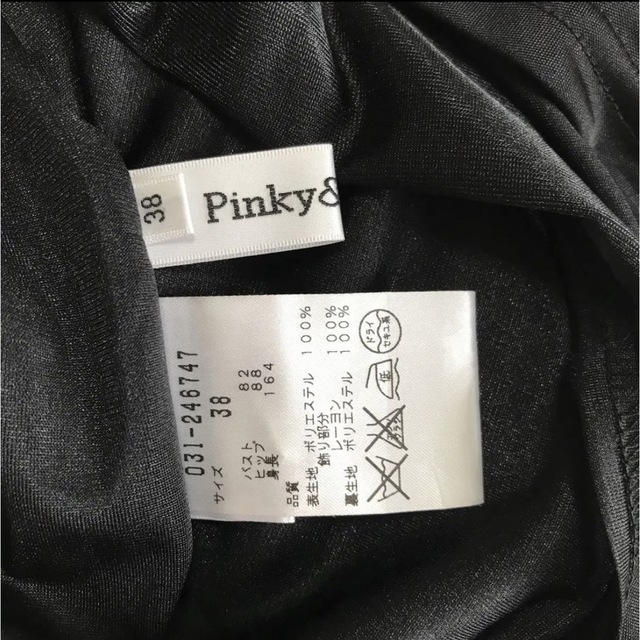 38
Pinky&
031-246747
サイズ 38
バスト 82
ヒップ 88
身長 164
品質
表生地 ポリエステル 100%
飾り部分
レーヨン 100%
裏生地 ポリエステル 100%
ドライ
セキユ系
低